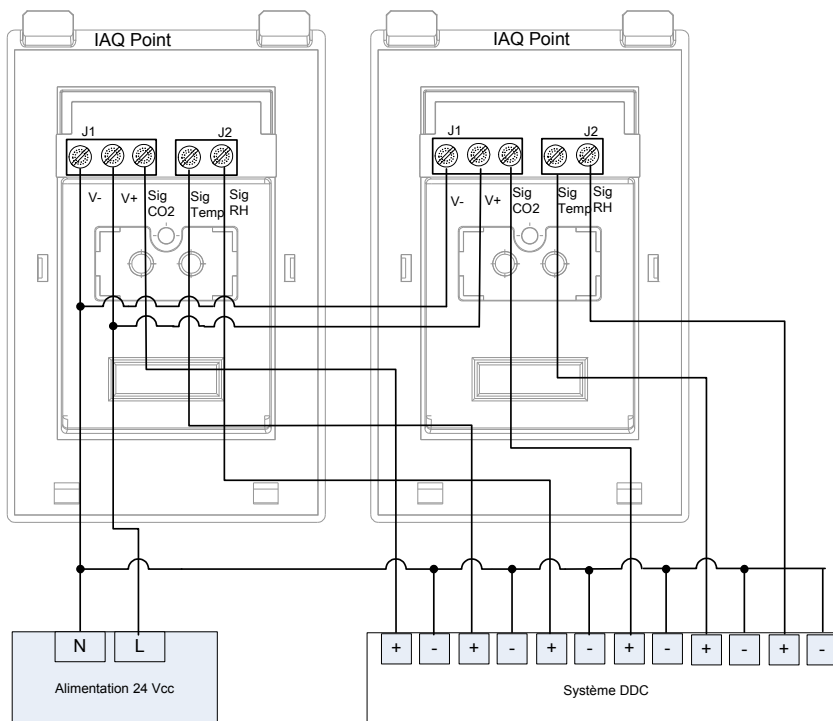 IAQ Point
IAQ Point
J1
J2
J1
J2
V-
V+
Sig
CO2
Sig
Temp
Sig
RH
V-
V+
Sig
CO2
Sig
Temp
Sig
RH
N
L
+ - + - + - + - + - + -
Alimentation 24 Vcc
Système DDC